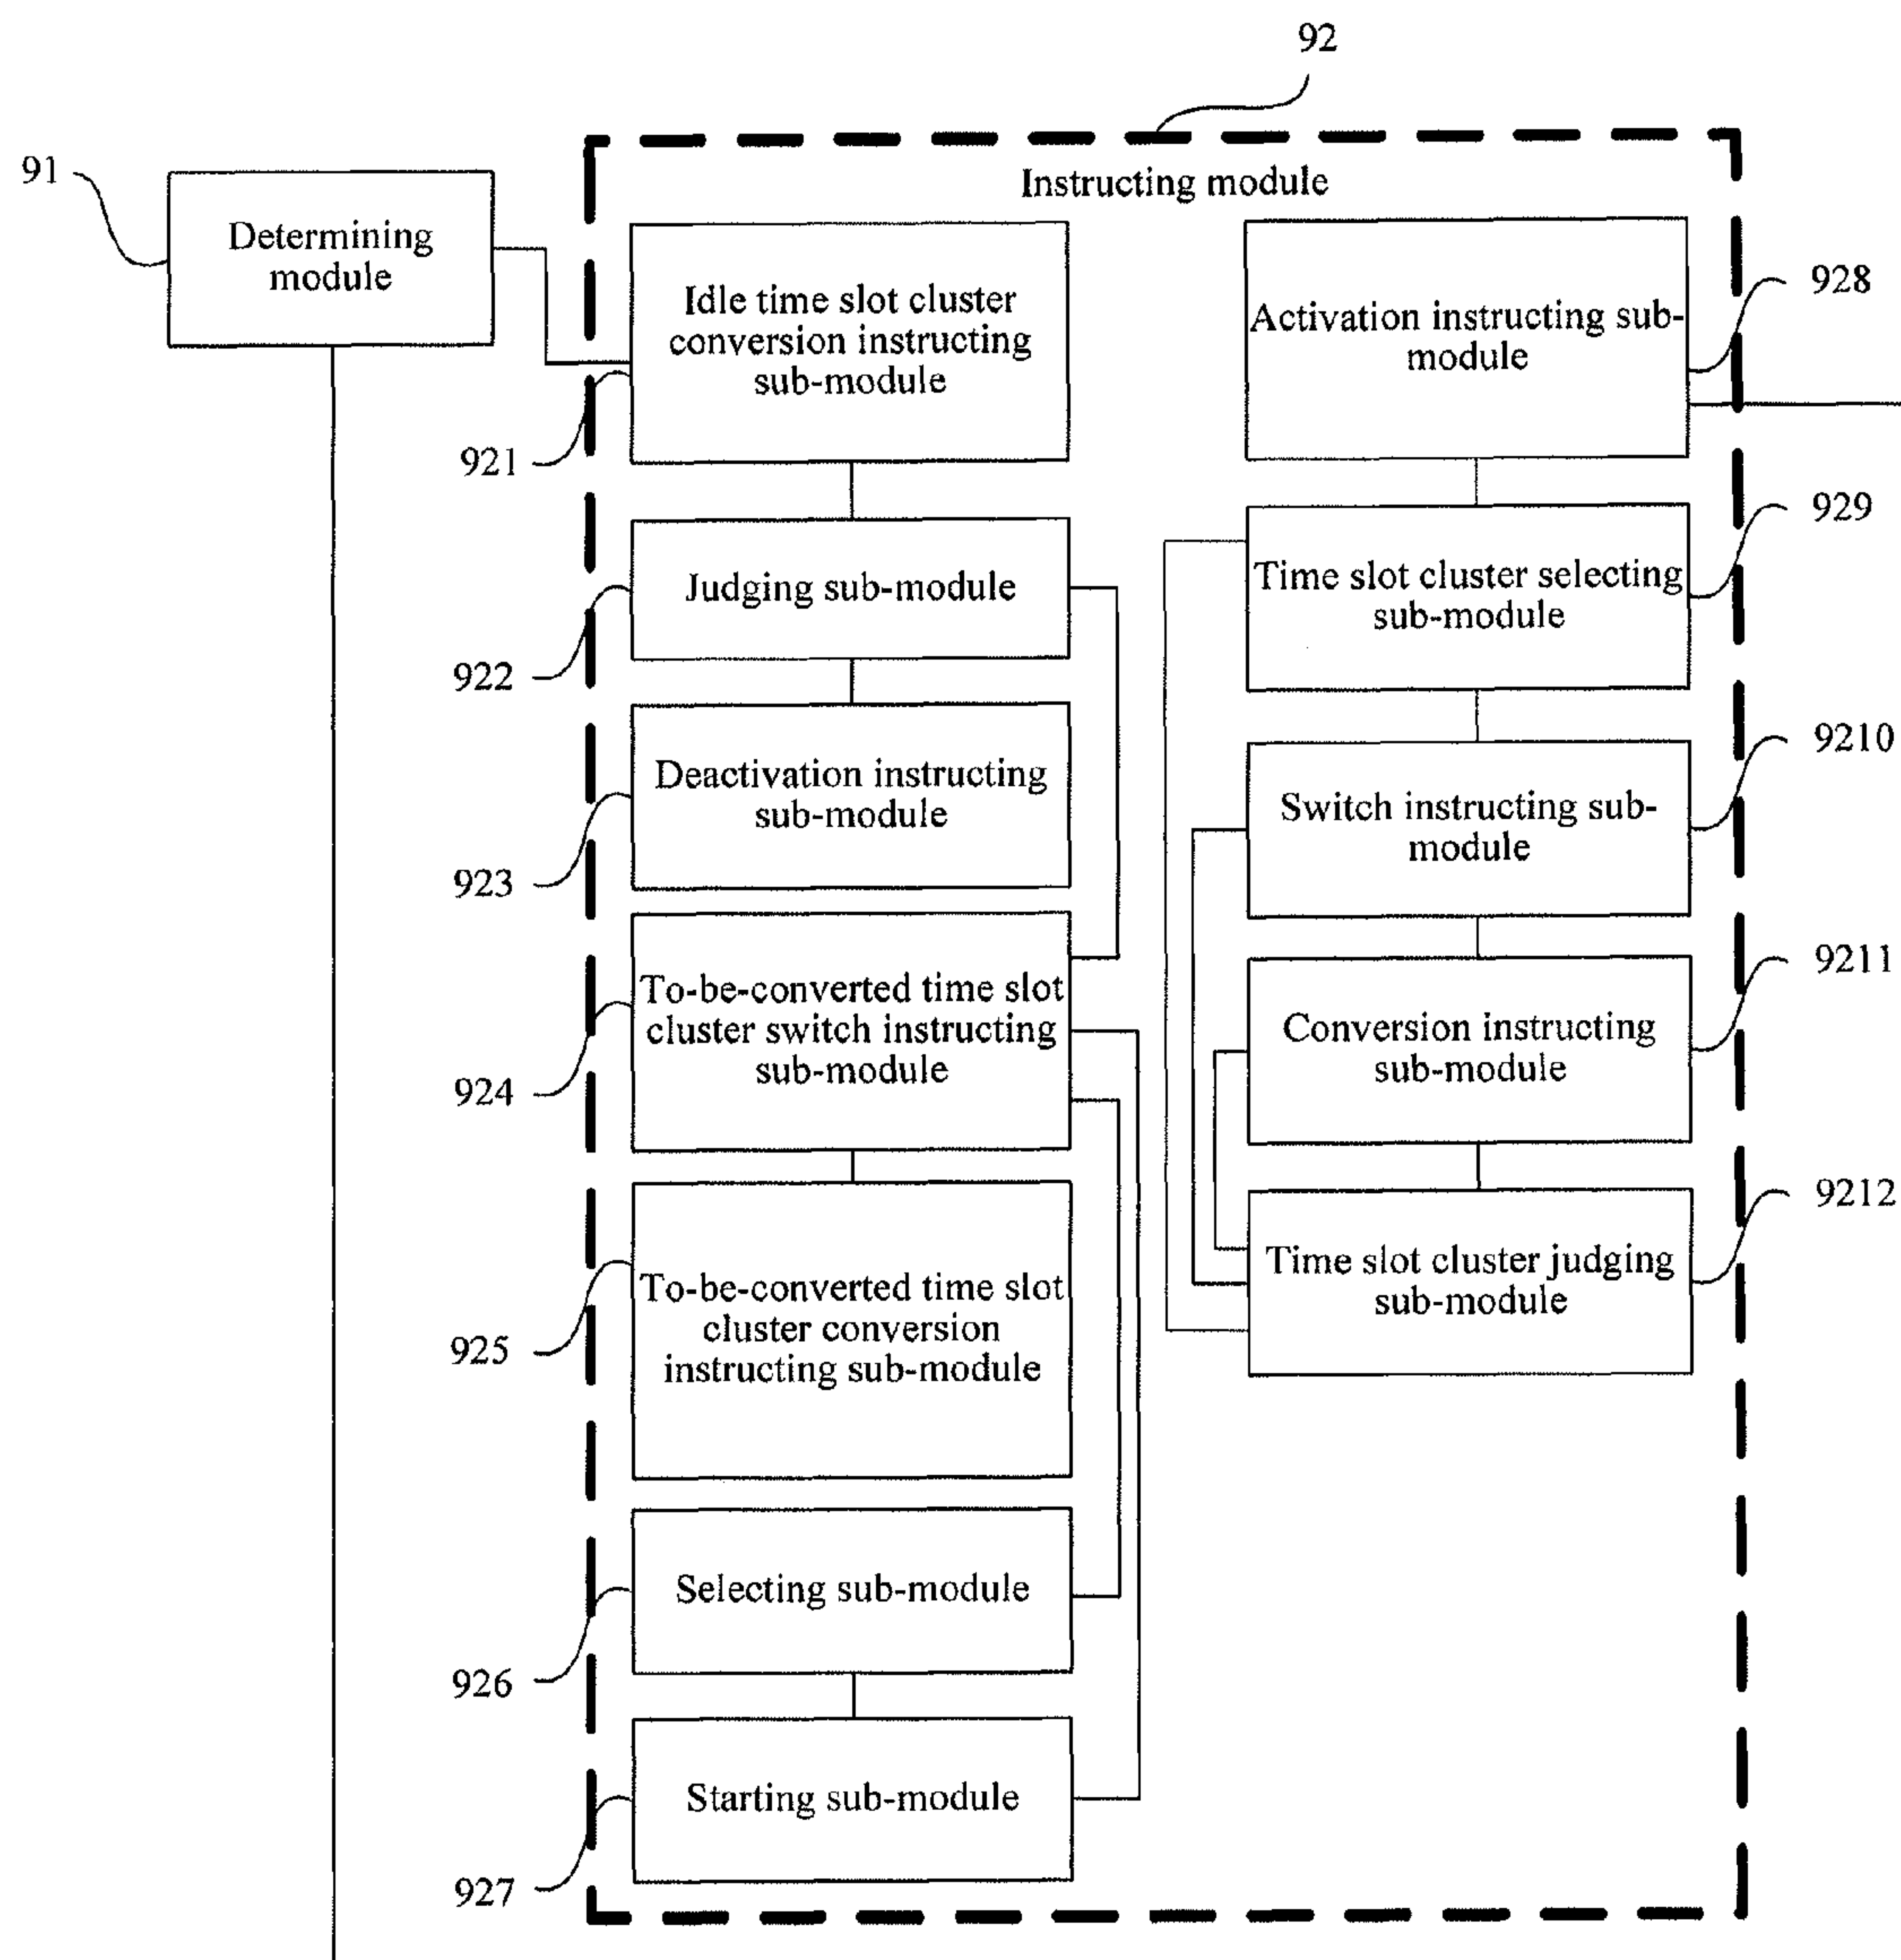 92
91
Instructing module
Determining
module
Idle time slot cluster
conversion instructing
sub-module
921
Judging sub-module
922
Deactivation instructing
sub-module
923
To-be-converted time slot
cluster switch instructing
sub-module
924
To-be-converted time slot
cluster conversion
instructing sub-module
925
Selecting sub-module
926
Starting sub-module
927
Activation instructing sub-
module
928
Time slot cluster selecting
sub-module
929
Switch instructing sub-
module
9210
Conversion instructing
sub-module
9211
Time slot cluster judging
sub-module
9212